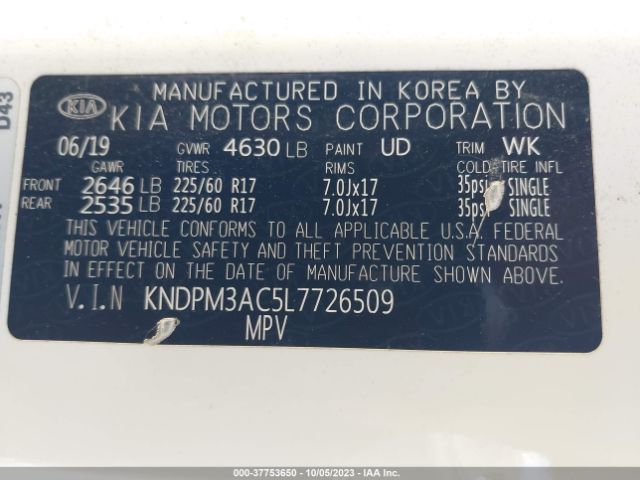 MANUFACTURED IN KOREA BY
KIA KIA MOTORS CORPORATION
06/19 GVWR 4630 LB PAINT UD TRIM WK
GAWR TIRES RIMS COLD TIRE INFL
FRONT 2646 LB 225/60 R17 7.0Jx17 35psi SINGLE
REAR 2535 LB 225/60 R17 7.0Jx17 35psi SINGLE
THIS VEHICLE CONFORMS TO ALL APPLICABLE U.S.A. FEDERAL
MOTOR VEHICLE SAFETY AND THEFT PREVENTION STANDARDS
IN EFFECT ON THE DATE OF MANUFACTURE SHOWN ABOVE.
V.I.N KNDPM3AC5L7726509
MPV
D43
000-37753650 - 10/05/2023 - IAA Inc.